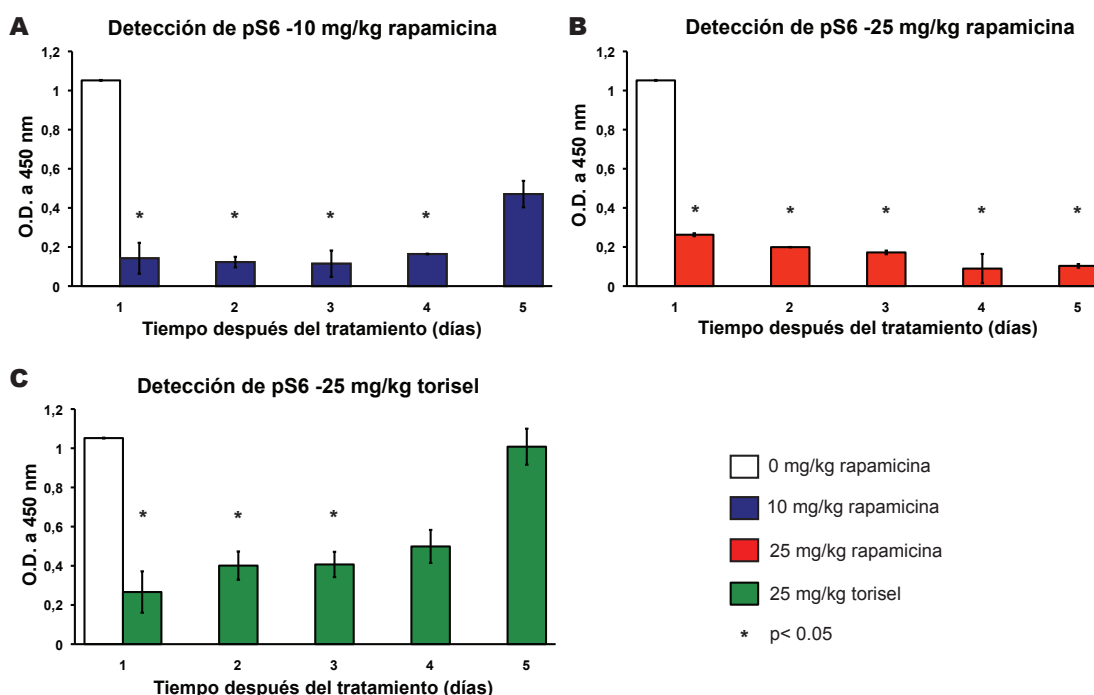 A
Detección de pS6 -10 mg/kg rapamicina
1,2
1
0,8
0,6
0,4
0,2
0
O.D. a 450 nm
* * * *
1 2 3 4 5
Tiempo después del tratamiento (días)
B
Detección de pS6 -25 mg/kg rapamicina
1,2
1
0,8
0,6
0,4
0,2
0
O.D. a 450 nm
* * * * *
1 2 3 4 5
Tiempo después del tratamiento (días)
C
Detección de pS6 -25 mg/kg torisel
1,2
1
0,8
0,6
0,4
0,2
0
O.D. a 450 nm
* * *
1 2 3 4 5
Tiempo después del tratamiento (días)
0 mg/kg rapamicina
10 mg/kg rapamicina
25 mg/kg rapamicina
25 mg/kg torisel
* p< 0.05